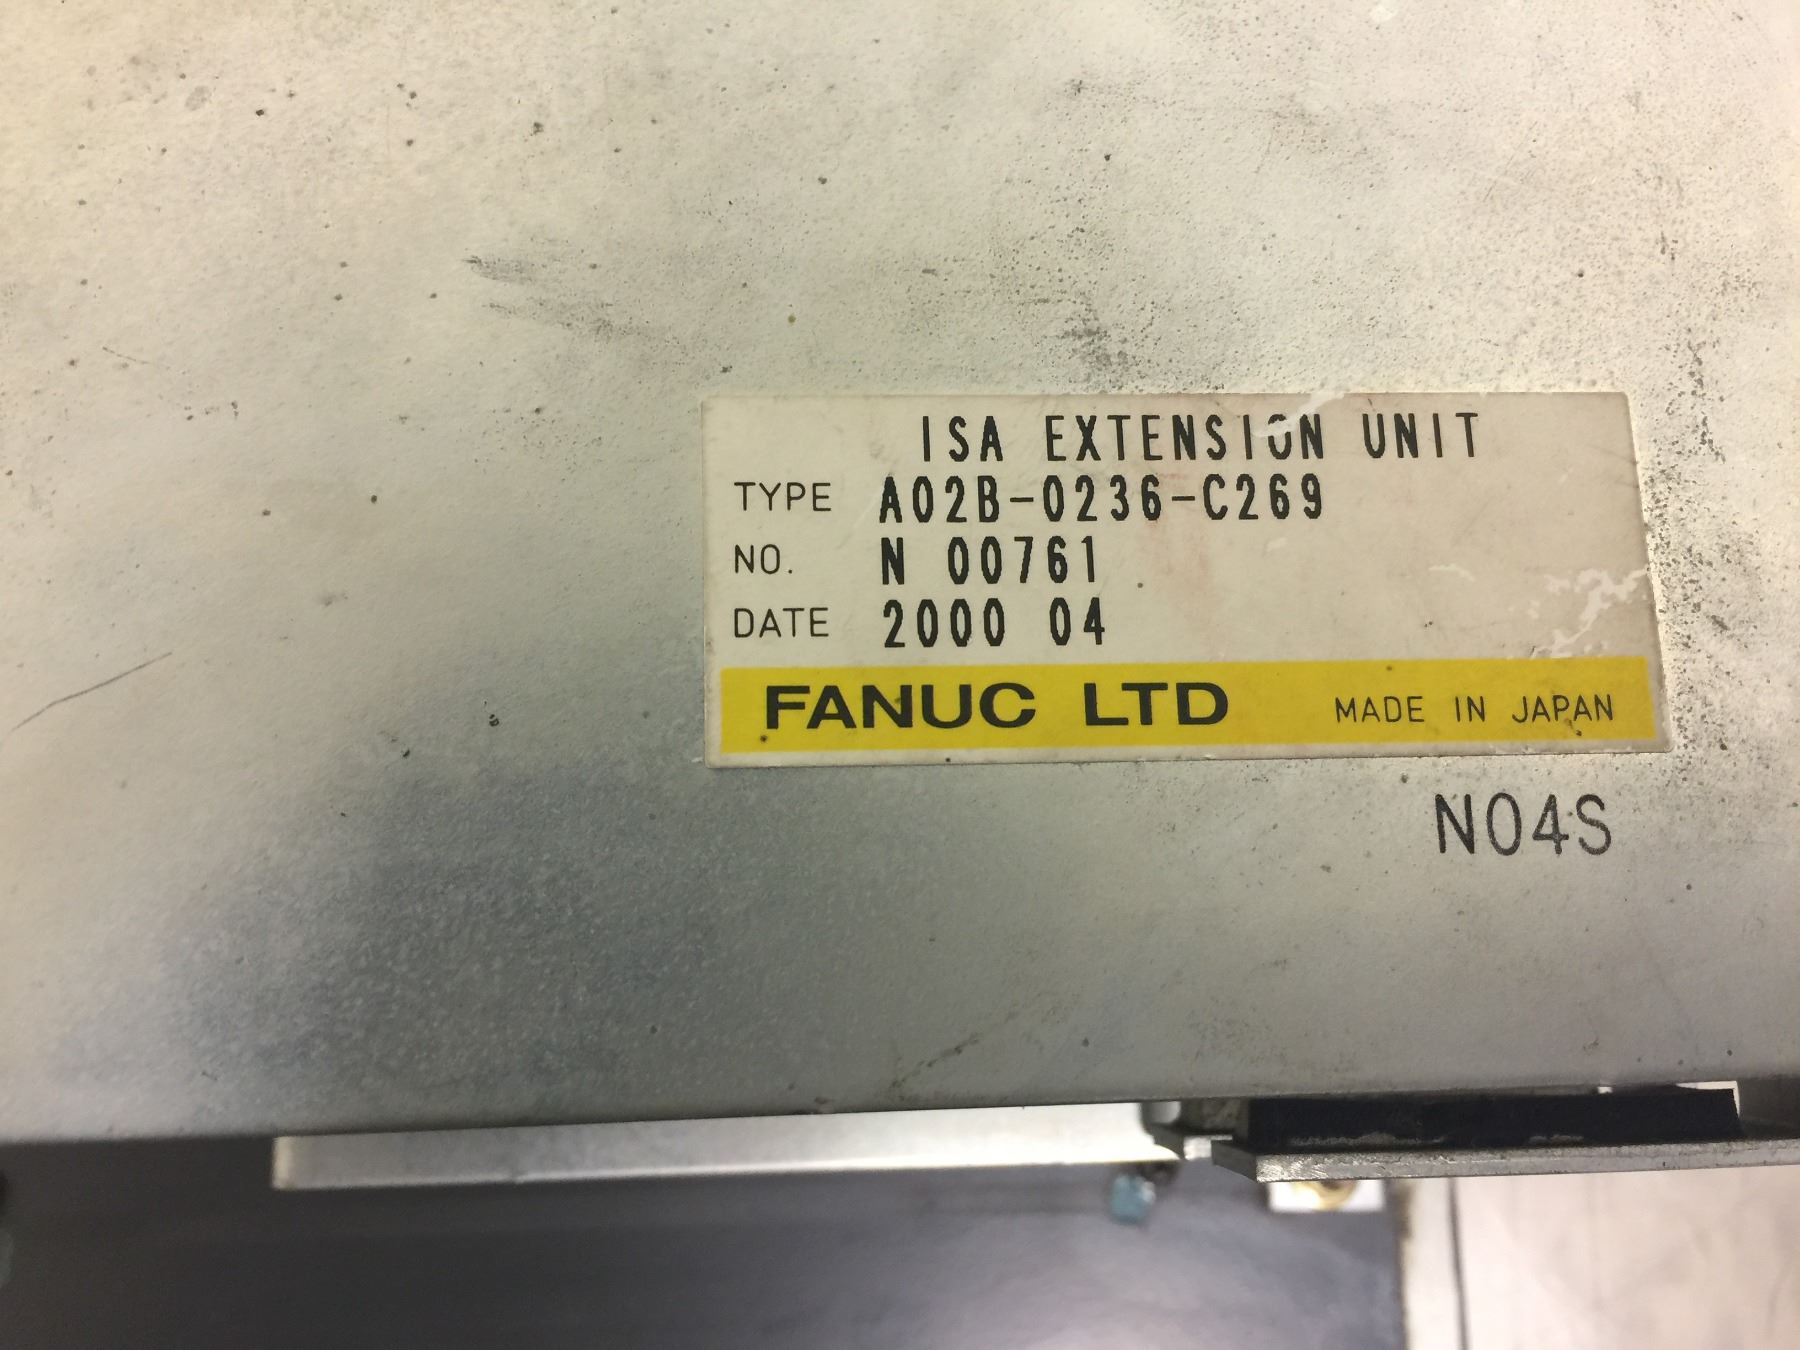 ISA EXTENSION UNIT
TYPE A02B-0236-C269
NO. N 00761
DATE 2000 04
FANUC LTD MADE IN JAPAN
N04S